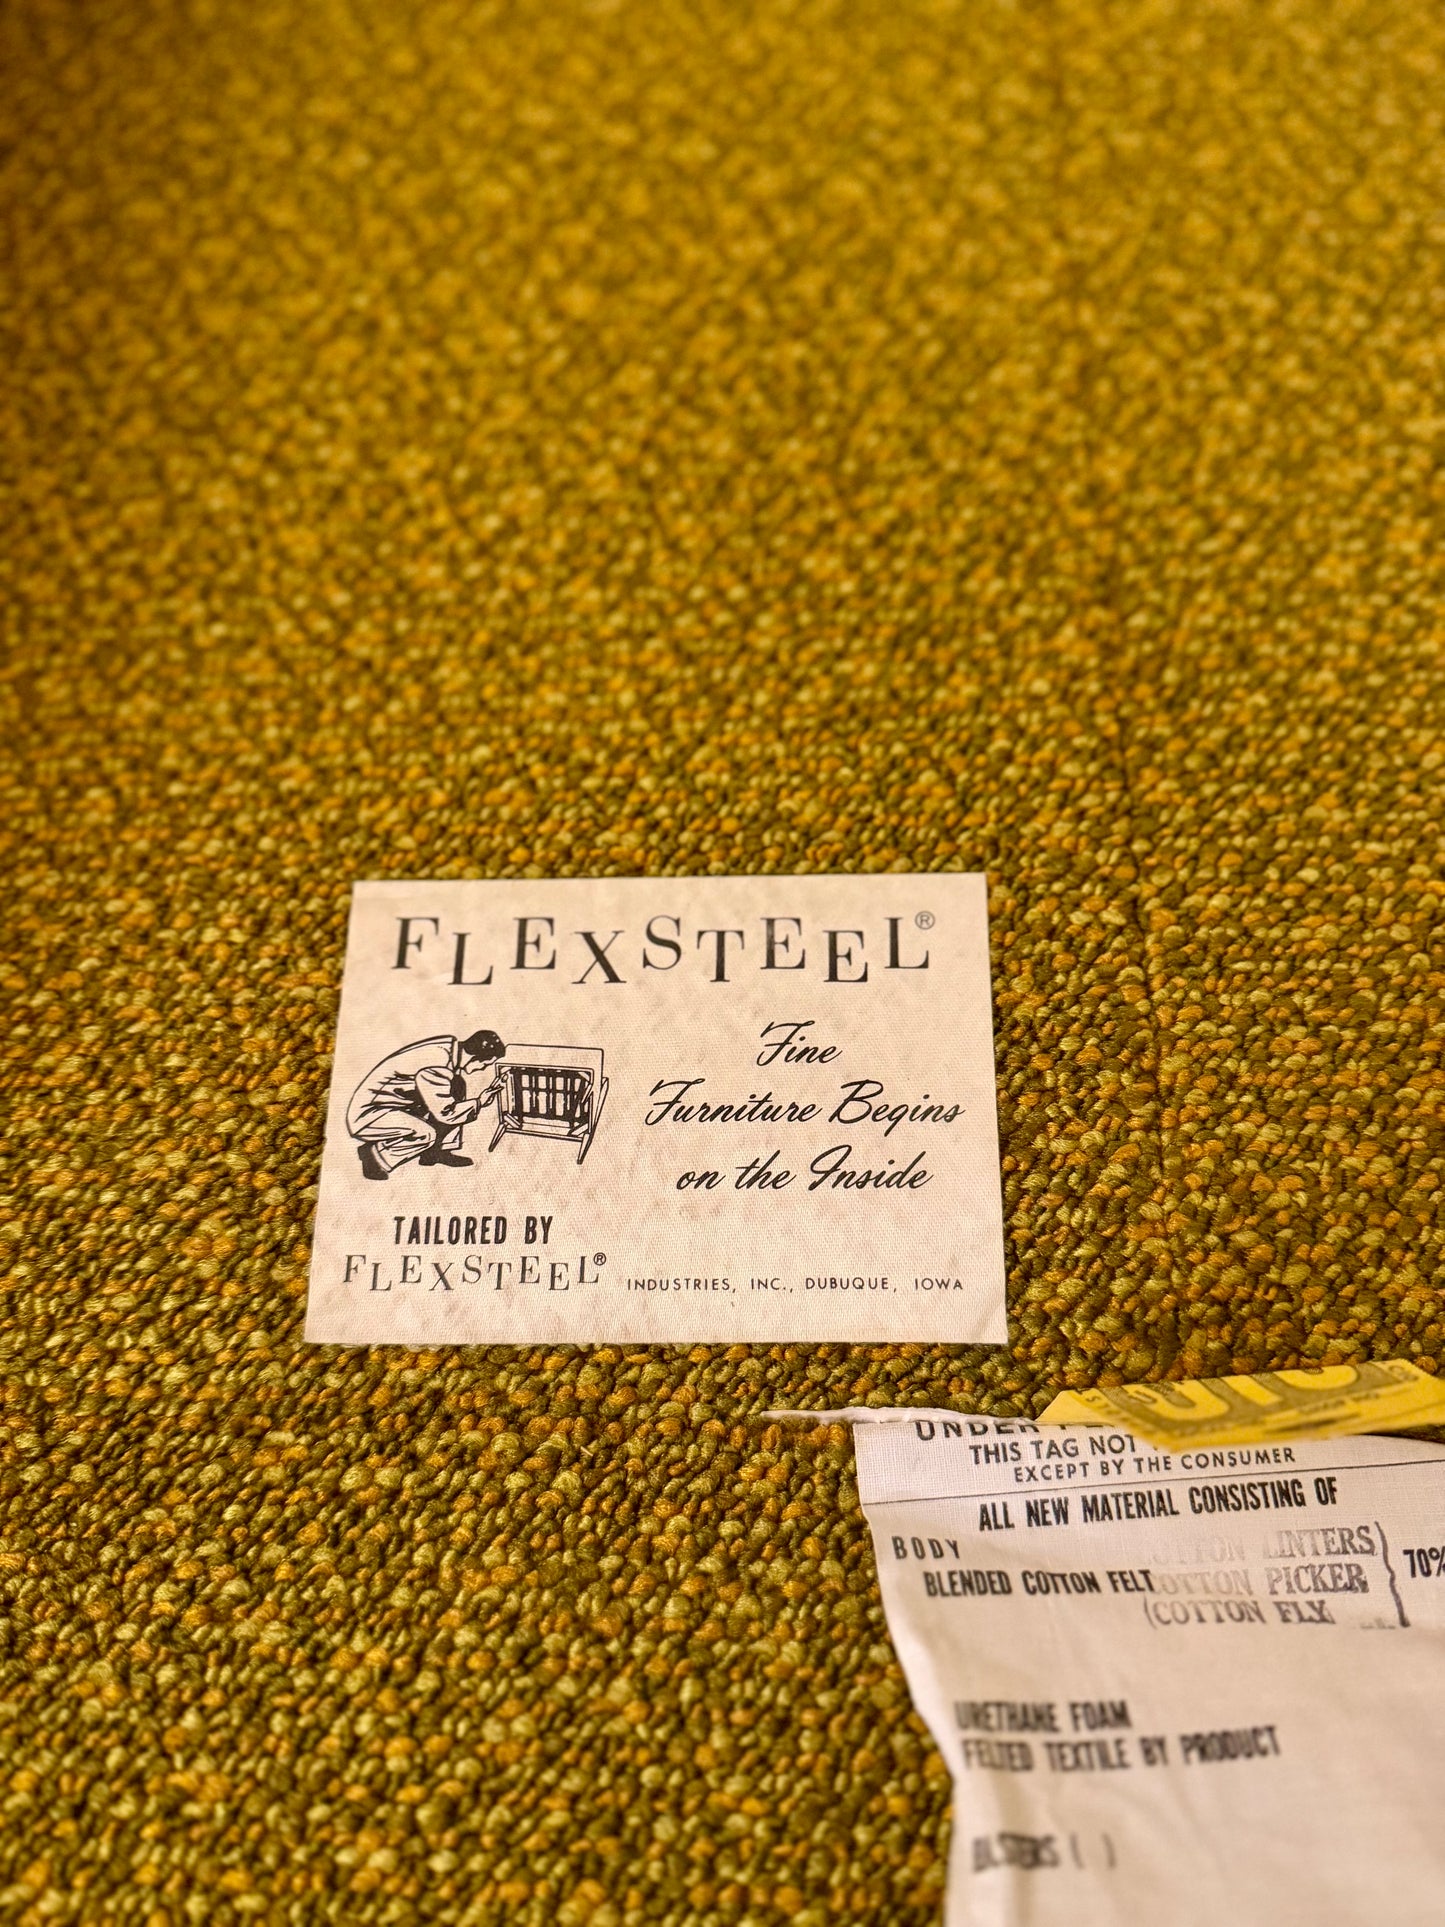 FLEXSTEEL®
Fine
Furniture Begins
on the Inside
TAILORED BY
FLEXSTEEL® INDUSTRIES, INC., DUBUQUE, IOWA
UNDER
THIS TAG NOT
EXCEPT BY THE CONSUMER
ALL NEW MATERIAL CONSISTING OF
BODY
COTTON LINTERS
BLENDED COTTON FELT COTTON PICKER 70%
(COTTON FLY
URETHANE FOAM
FELTED TEXTILE BY PRODUCT
( )